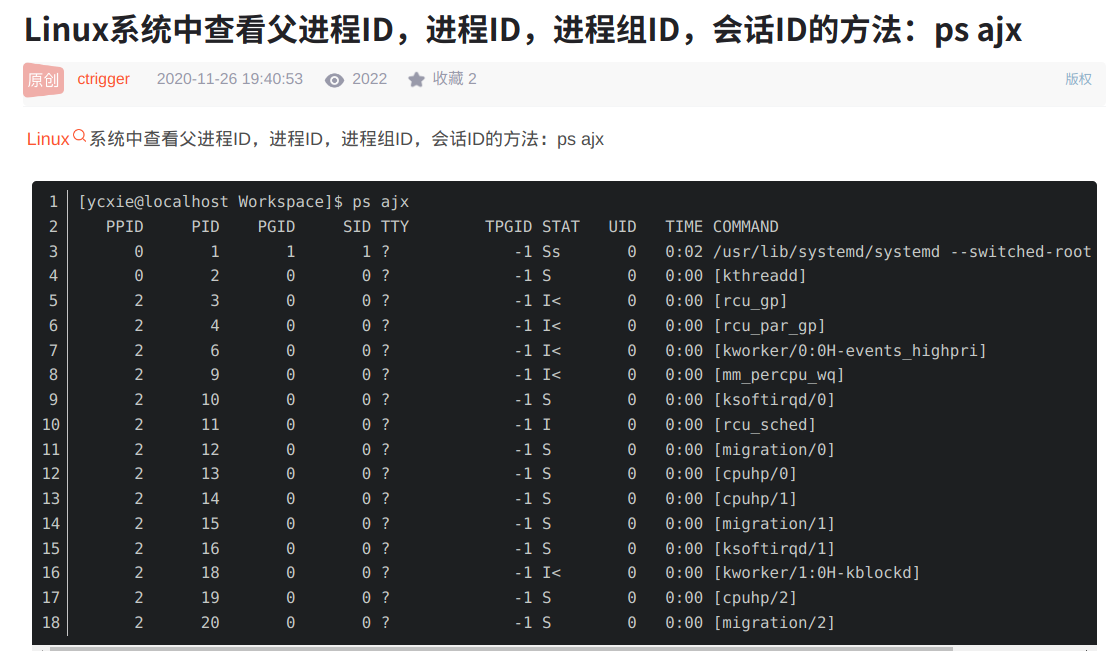 Linux系统中查看父进程ID，进程ID，进程组ID，会话ID的方法：ps ajx
原创 ctrigger 2020-11-26 19:40:53 2022 收藏 2 版权
Linux系统中查看父进程ID，进程ID，进程组ID，会话ID的方法：ps ajx
1 [ycxie@localhost Workspace]$ ps ajx
2 PPID PID PGID SID TTY TPGID STAT UID TIME COMMAND
3 0 1 1 1 ? -1 Ss 0 0:02 /usr/lib/systemd/systemd --switched-root
4 0 2 0 0 ? -1 S 0 0:00 [kthreadd]
5 2 3 0 0 ? -1 I< 0 0:00 [rcu_gp]
6 2 4 0 0 ? -1 I< 0 0:00 [rcu_par_gp]
7 2 6 0 0 ? -1 I< 0 0:00 [kworker/0:0H-events_highpri]
8 2 9 0 0 ? -1 I< 0 0:00 [mm_percpu_wq]
9 2 10 0 0 ? -1 S 0 0:00 [ksoftirqd/0]
10 2 11 0 0 ? -1 I 0 0:00 [rcu_sched]
11 2 12 0 0 ? -1 S 0 0:00 [migration/0]
12 2 13 0 0 ? -1 S 0 0:00 [cpuhp/0]
13 2 14 0 0 ? -1 S 0 0:00 [cpuhp/1]
14 2 15 0 0 ? -1 S 0 0:00 [migration/1]
15 2 16 0 0 ? -1 S 0 0:00 [ksoftirqd/1]
16 2 18 0 0 ? -1 I< 0 0:00 [kworker/1:0H-kblockd]
17 2 19 0 0 ? -1 S 0 0:00 [cpuhp/2]
18 2 20 0 0 ? -1 S 0 0:00 [migration/2]